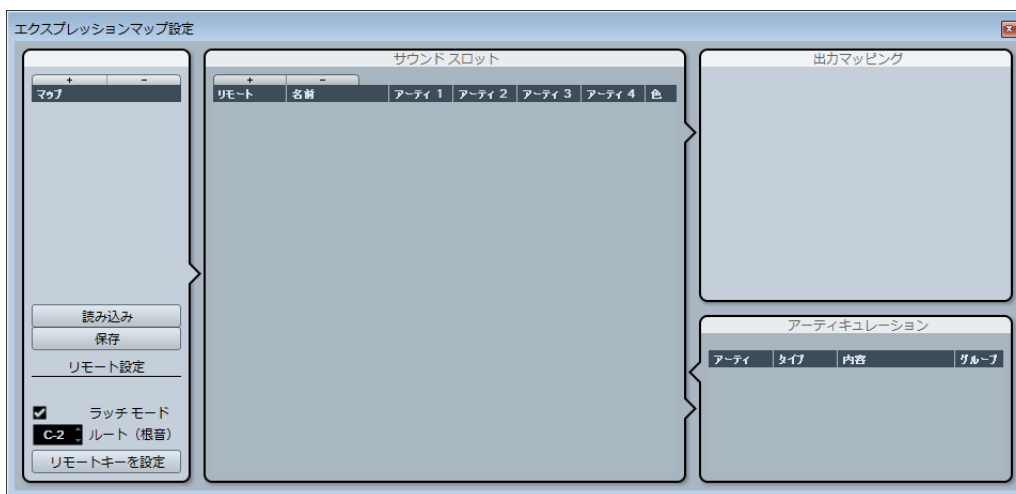 エクスプレッションマップ設定
+ -
マップ
読み込み
保存
リモート設定
ラッチ モード
C-2 ルート（根音）
リモートキーを設定
サウンド スロット
+ -
リモート 名前 アーティ 1 アーティ 2 アーティ 3 アーティ 4 色
出力マッピング
アーティキュレーション
アーティ タイプ 内容 グループ